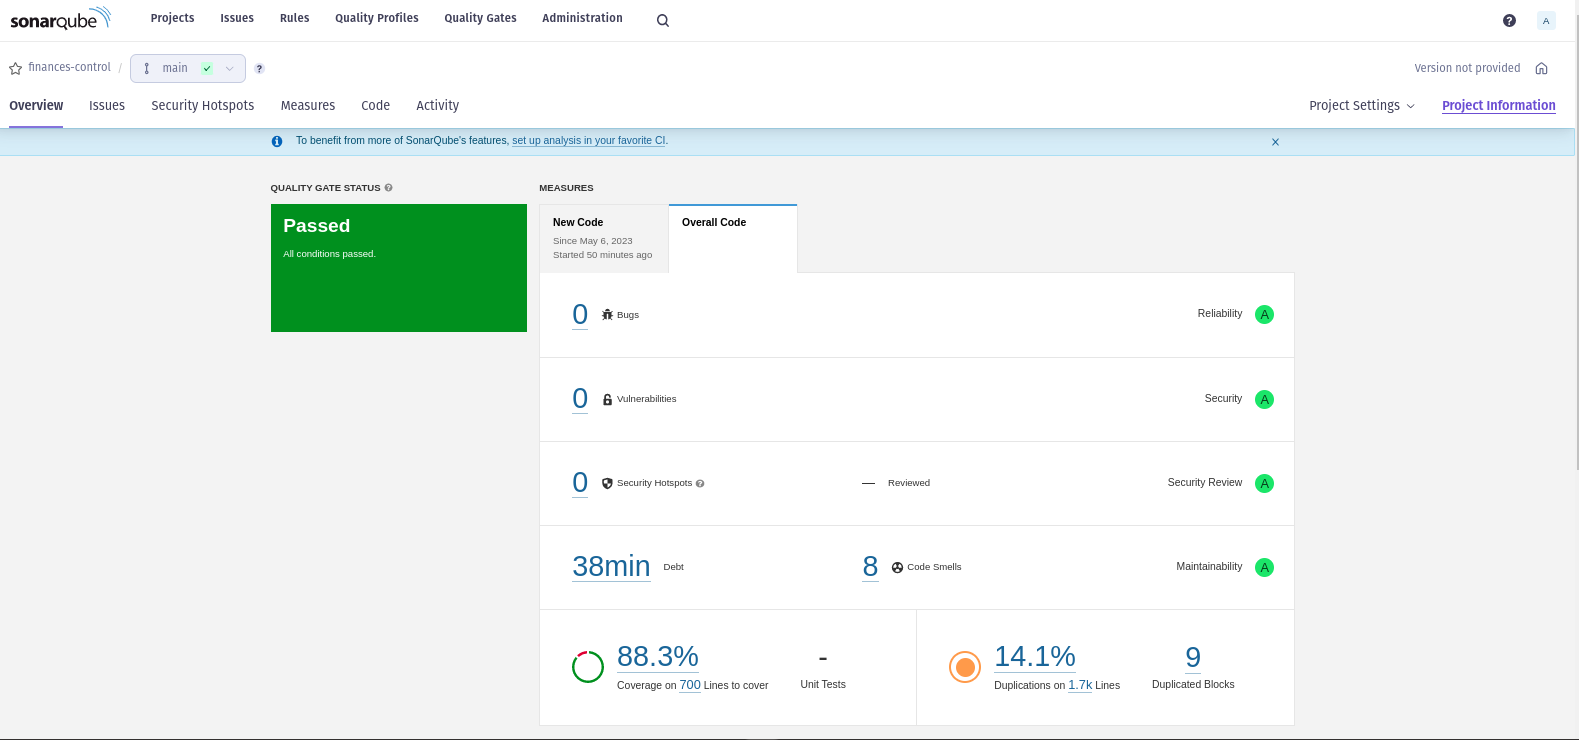 sonarqube Projects Issues Rules Quality Profiles Quality Gates Administration ? A
finances-control / main ? Version not provided
Overview Issues Security Hotspots Measures Code Activity Project Settings Project Information
To benefit from more of SonarQube's features, set up analysis in your favorite CI.
QUALITY GATE STATUS ?
Passed
All conditions passed.
MEASURES
New Code
Since May 6, 2023
Started 50 minutes ago
Overall Code
0 Bugs Reliability A
0 Vulnerabilities Security A
0 Security Hotspots ? — Reviewed Security Review A
38min Debt 8 Code Smells Maintainability A
88.3%
Coverage on 700 Lines to cover
-
Unit Tests
14.1%
Duplications on 1.7k Lines
9
Duplicated Blocks